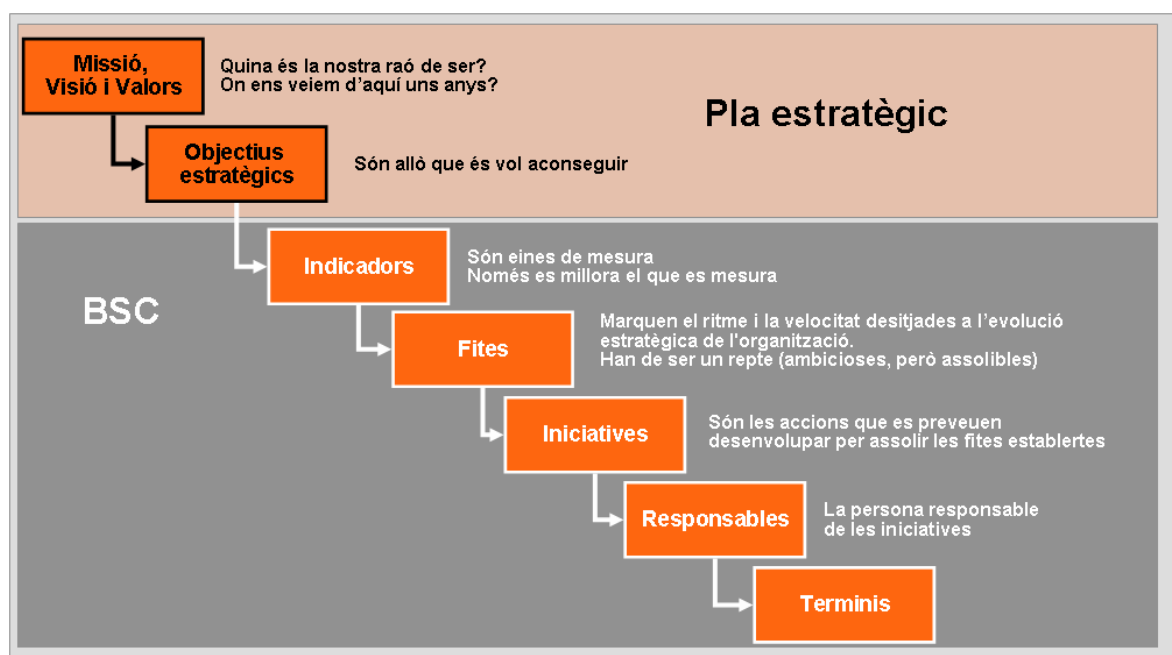 Missió,
Visió i Valors
Quina és la nostra raó de ser?
On ens veiem d'aquí uns anys?
Pla estratègic
Objectius
estratègics
Són allò que és vol aconseguir
Indicadors
Són eines de mesura
Només es millora el que es mesura
BSC
Fites
Marquen el ritme i la velocitat desitjades a l'evolució
estratègica de l'organització.
Han de ser un repte (ambicioses, però assolibles)
Iniciatives
Són les accions que es preveuen
desenvolupar per assolir les fites establertes
Responsables
La persona responsable
de les iniciatives
Terminis